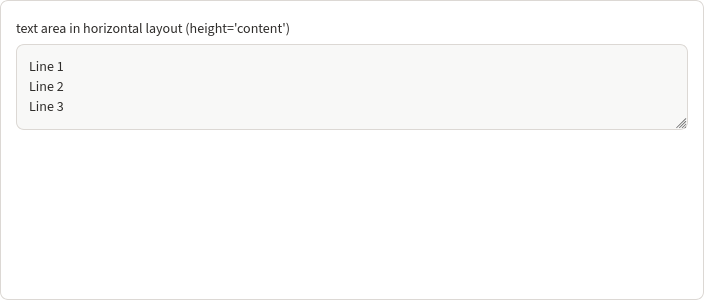 text area in horizontal layout (height='content')
Line 1
Line 2
Line 3